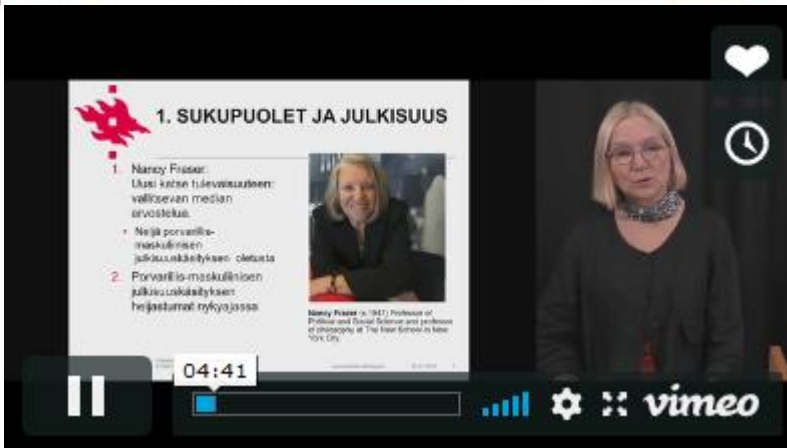 1. SUKUPUOLET JA JULKISUUS
1. Nancy Fraser:
Uusi katse tulevaisuuteen:
vallitsevan median
arvostelua.
• Neljä porvarillis-
maskuliinisen
julkisuuskäsityksen oletusta
2. Porvarillis-maskuliinisen
julkisuuskäsityksen
heijastumat nykyajassa
Nancy Fraser (s.1947) Professor of
Political and Social Science and professor
of philosophy at The New School in New
York City.
04:41
vimeo